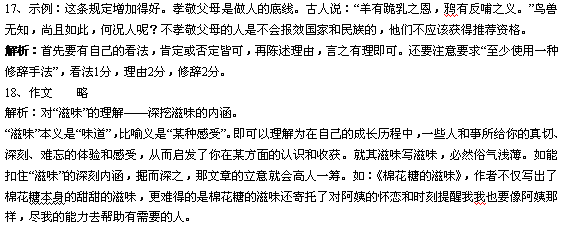 17、示例：这条规定增加得好。孝敬父母是做人的底线。古人说：“羊有跪乳之恩，鸦有反哺之义。”鸟兽
无知，尚且如此，何况人呢？不孝敬父母的人是不会报效国家和民族的，他们不应该获得推荐资格。
解析：首先要有自己的看法，肯定或否定皆可，再陈述理由，言之有理即可。还要注意要求“至少使用一种
修辞手法”，看法1分，理由2分，修辞2分。
18、作文 略
解析：对“滋味”的理解——深挖滋味的内涵。
“滋味”本义是“味道”，比喻义是“某种感受”。即可以理解为在自己的成长历程中，一些人和事所给你的真切、
深刻、难忘的体验和感受，从而启发了你在某方面的认识和收获。就其滋味写滋味，必然俗气浅薄。如能
扣住“滋味”的深刻内涵，掘而深之，那文章的立意就会高人一筹。如：《棉花糖的滋味》，作者不仅写出了
棉花糖本身的甜甜的滋味，更难得的是棉花糖的滋味还寄托了对阿姨的怀恋和时刻提醒我我也要像阿姨那
样，尽我的能力去帮助有需要的人。